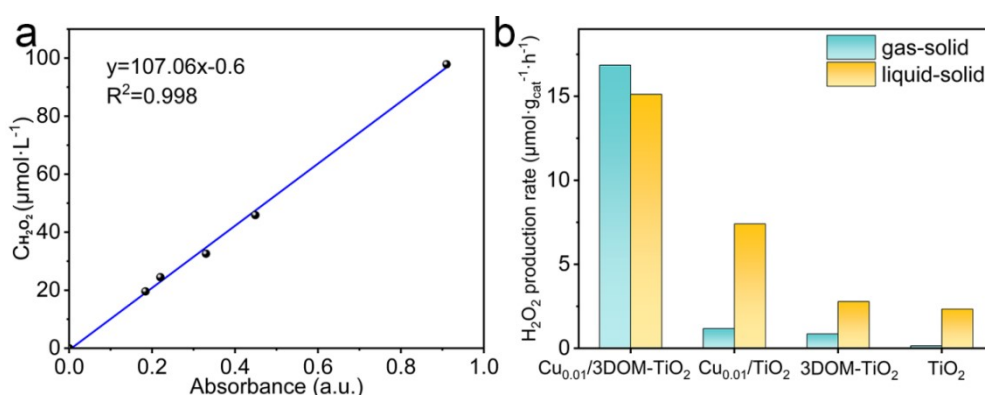 a
y=107.06x-0.6
R²=0.998
C_H₂O₂ (μmol·L⁻¹)
100
80
60
40
20
0
0.0 0.2 0.4 0.6 0.8 1.0
Absorbance (a.u.)
b
gas-solid
liquid-solid
H₂O₂ production rate (μmol·g_cat⁻¹·h⁻¹)
15
10
5
0
Cu₀.₀₁/3DOM-TiO₂ Cu₀.₀₁/TiO₂ 3DOM-TiO₂ TiO₂